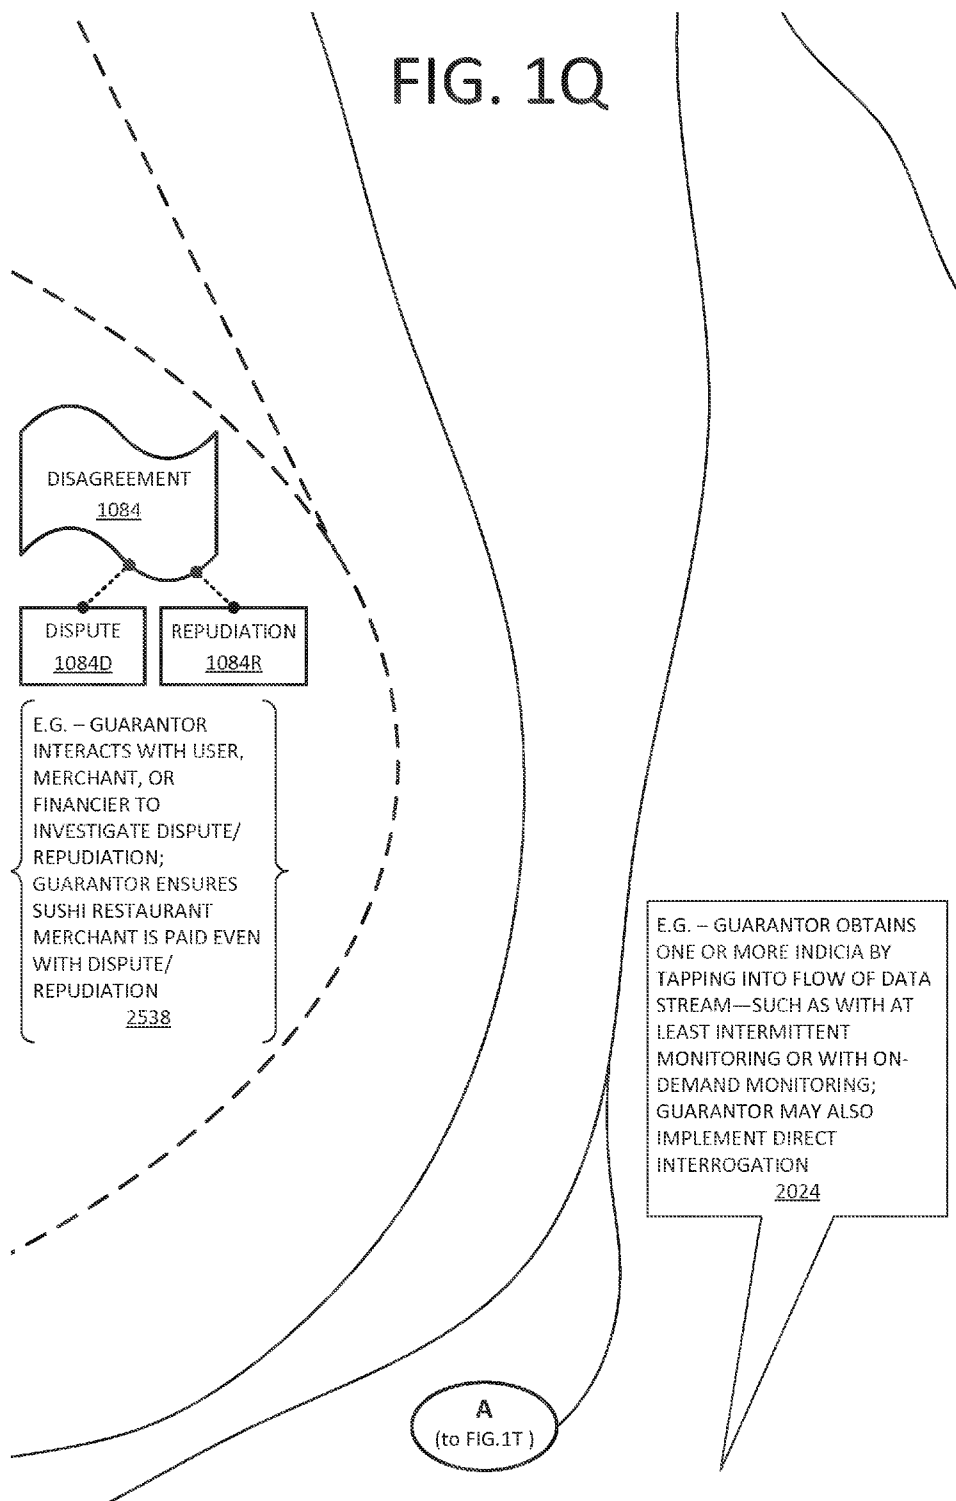 FIG. 1Q
DISAGREEMENT
1084
DISPUTE
1084D
REPUDIATION
1084R
E.G. – GUARANTOR
INTERACTS WITH USER,
MERCHANT, OR
FINANCIER TO
INVESTIGATE DISPUTE/
REPUDIATION;
GUARANTOR ENSURES
SUSHI RESTAURANT
MERCHANT IS PAID EVEN
WITH DISPUTE/
REPUDIATION
2538
E.G. – GUARANTOR OBTAINS
ONE OR MORE INDICIA BY
TAPPING INTO FLOW OF DATA
STREAM—SUCH AS WITH AT
LEAST INTERMITTENT
MONITORING OR WITH ON-
DEMAND MONITORING;
GUARANTOR MAY ALSO
IMPLEMENT DIRECT
INTERROGATION
2024
A
(to FIG.1T )